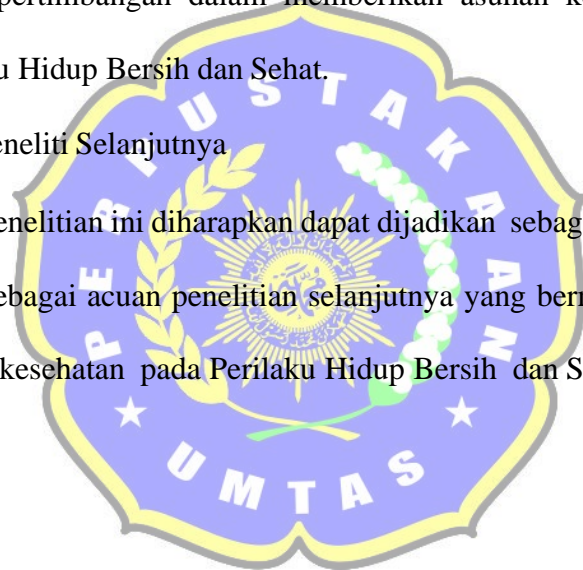 pertimbangan dalam memberikan asuhan
u Hidup Bersih dan Sehat.
eneliti Selanjutnya
enelitian ini diharapkan dapat dijadikan sebag
ebagai acuan penelitian selanjutnya yang
kesehatan pada Perilaku Hidup Bersih dan S
PERPUSTAKAAN
UMTAS